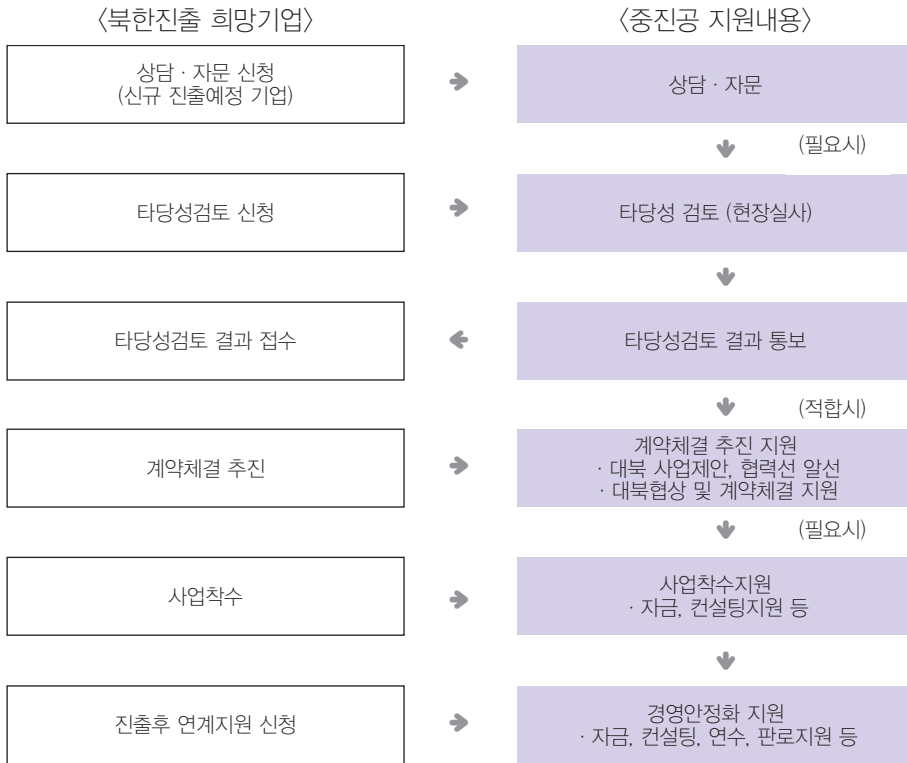 〈북한진출 희망기업〉
〈중진공 지원내용〉
상담 · 자문 신청
(신규 진출예정 기업)
상담 · 자문
(필요시)
타당성검토 신청
타당성 검토 (현장실사)
타당성검토 결과 접수
타당성검토 결과 통보
(적합시)
계약체결 추진
계약체결 추진 지원
· 대북 사업제안, 협력선 알선
· 대북협상 및 계약체결 지원
(필요시)
사업착수
사업착수지원
· 자금, 컨설팅지원 등
진출후 연계지원 신청
경영안정화 지원
· 자금, 컨설팅, 연수, 판로지원 등